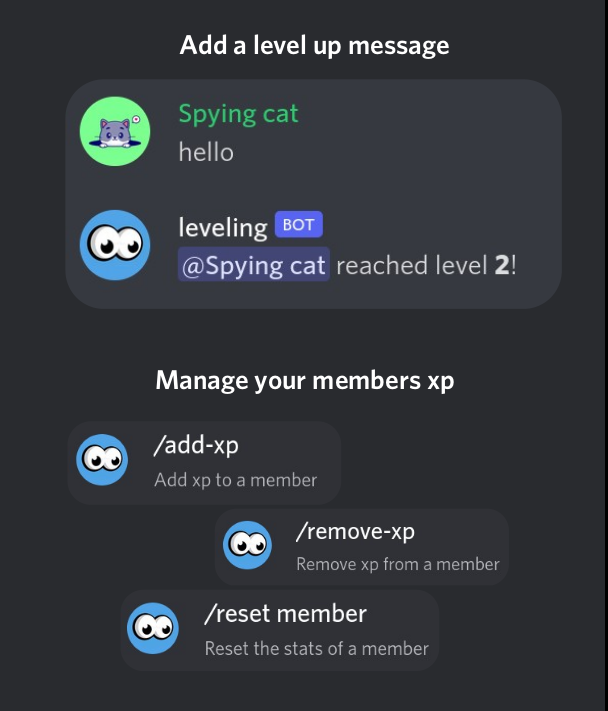 Add a level up message
Spying cat
hello
leveling BOT
@Spying cat reached level 2!
Manage your members xp
/add-xp
Add xp to a member
/remove-xp
Remove xp from a member
/reset member
Reset the stats of a member